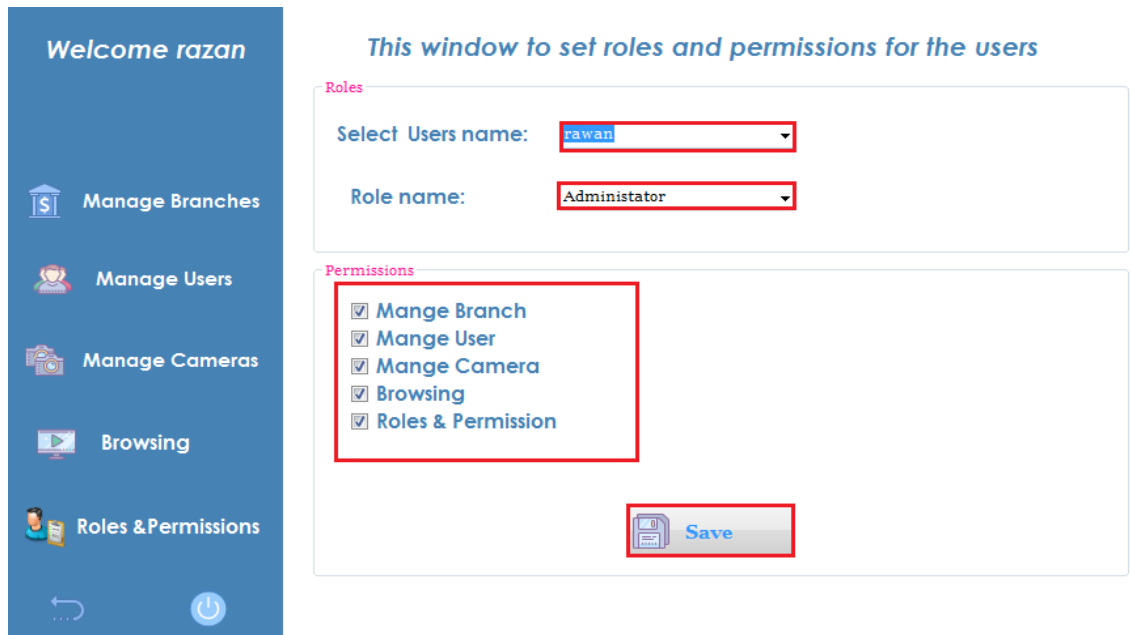 Welcome razan
Manage Branches
Manage Users
Manage Cameras
Browsing
Roles &Permissions
This window to set roles and permissions for the users
Roles
Select Users name: rawan
Role name: Administator
Permissions
Mange Branch
Mange User
Mange Camera
Browsing
Roles & Permission
Save